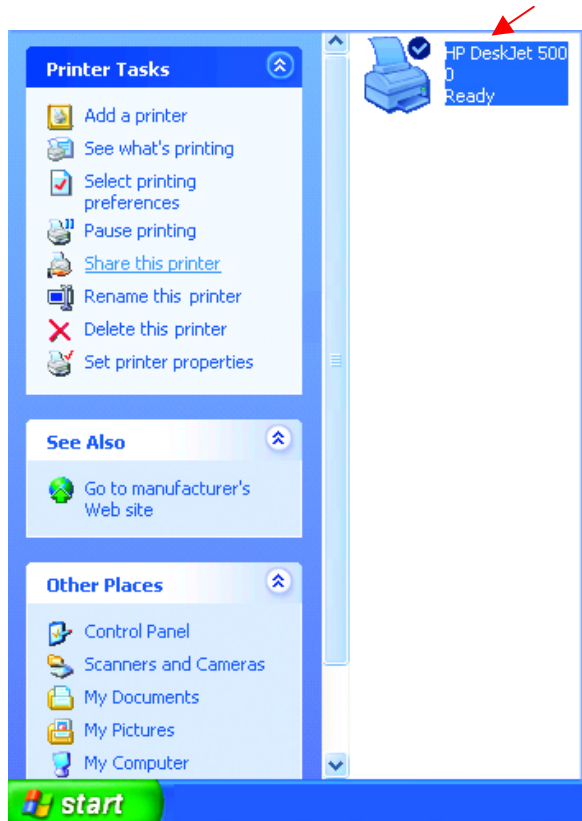 Printer Tasks
Add a printer
See what's printing
Select printing
preferences
Pause printing
Share this printer
Rename this printer
Delete this printer
Set printer properties
See Also
Go to manufacturer's
Web site
Other Places
Control Panel
Scanners and Cameras
My Documents
My Pictures
My Computer
HP DeskJet 500
0
Ready
start